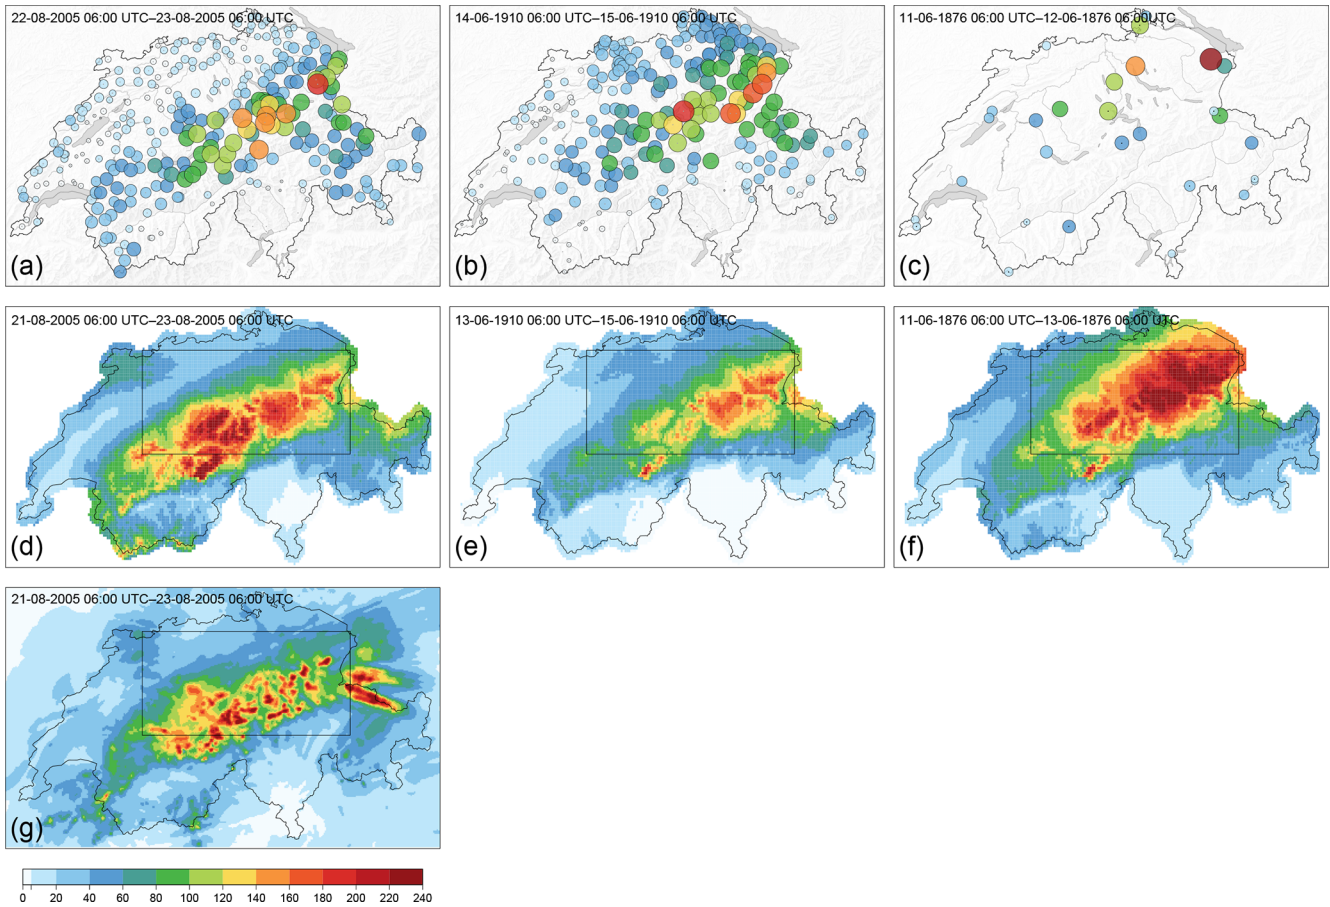 22-08-2005 06:00 UTC–23-08-2005 06:00 UTC
(a)
14-06-1910 06:00 UTC–15-06-1910 06:00 UTC
(b)
11-06-1876 06:00 UTC–12-06-1876 06:00UTC
(c)
21-08-2005 06:00 UTC–23-08-2005 06:00 UTC
(d)
13-06-1910 06:00 UTC–15-06-1910 06:00 UTC
(e)
11-06-1876 06:00 UTC–13-06-1876 06:00 UTC
(f)
21-08-2005 06:00 UTC–23-08-2005 06:00 UTC
(g)
0 20 40 60 80 100 120 140 160 180 200 220 240